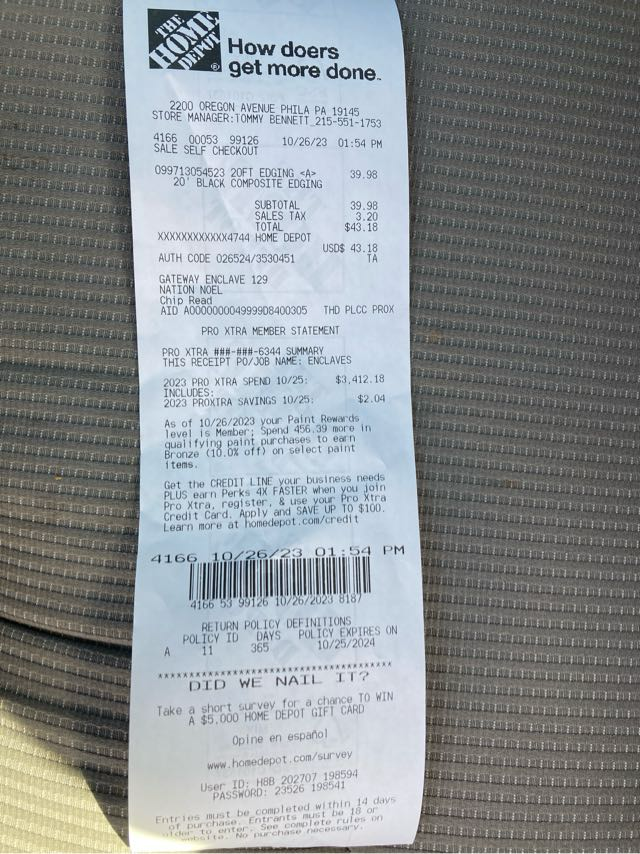 THE
HOME
DEPOT
How doers
get more done.
2200 OREGON AVENUE PHILA PA 19145
STORE MANAGER:TOMMY BENNETT 215-551-1753
4166 00053 99126 10/26/23 01:54 PM
SALE SELF CHECKOUT
099713054523 20FT EDGING <A> 39.98
20' BLACK COMPOSITE EDGING
SUBTOTAL 39.98
SALES TAX 3.20
TOTAL $43.18
XXXXXXXXXXXX4744 HOME DEPOT
USD$ 43.18
AUTH CODE 026524/3530451 TA
GATEWAY ENCLAVE 129
NATION NOEL
Chip Read
AID A0000000049999D8400305 THD PLCC PROX
PRO XTRA MEMBER STATEMENT
PRO XTRA ###-###-6344 SUMMARY
THIS RECEIPT PO/JOB NAME: ENCLAVES
2023 PRO XTRA SPEND 10/25: $3,412.18
INCLUDES:
2023 PROXTRA SAVINGS 10/25: $2.04
As of 10/26/2023 your Paint Rewards
level is Member; Spend 456.39 more in
qualifying paint purchases to earn
Bronze (10.0% off) on select paint
items.
Get the CREDIT LINE your business needs
PLUS earn Perks 4X FASTER when you join
Pro Xtra, register, & use your Pro Xtra
Credit Card. Apply and SAVE UP TO $100.
Learn more at homedepot.com/credit
4166 10/26/23 01:54 PM
4166 53 99126 10/26/2023 8187
RETURN POLICY DEFINITIONS
POLICY ID DAYS POLICY EXPIRES ON
A 11 365 10/25/2024
****************************************
DID WE NAIL IT?
Take a short survey for a chance TO WIN
A $5,000 HOME DEPOT GIFT CARD
Opine en español
www.homedepot.com/survey
User ID: H8B 202707 198594
PASSWORD: 23526 198541
Entries must be completed within 14 days
of purchase. Entrants must be 18 or
older to enter. See complete rules on
website. No purchase necessary.